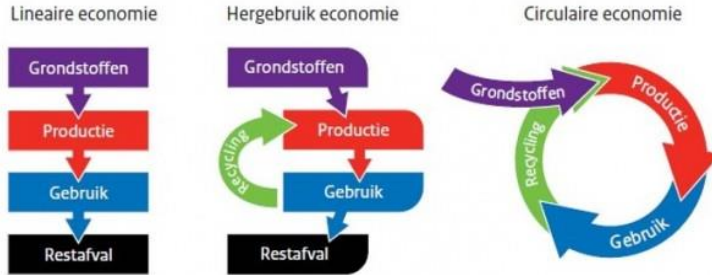 Lineaire economie
Grondstoffen
Productie
Gebruik
Restafval
Hergebruik economie
Grondstoffen
Productie
Recycling
Gebruik
Restafval
Circulaire economie
Grondstoffen
Productie
Recycling
Gebruik